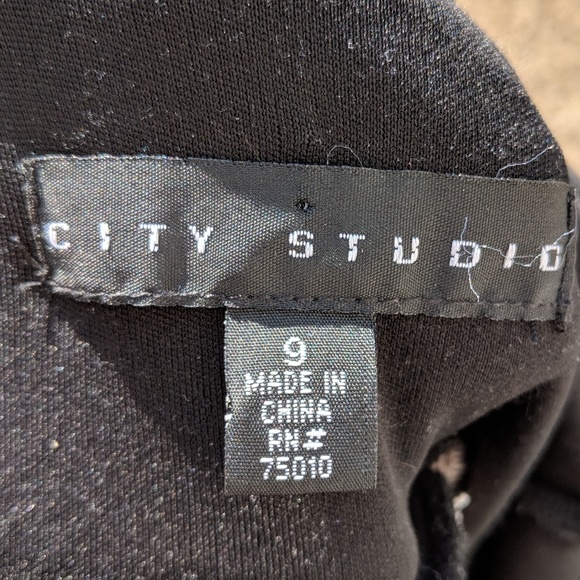 CITY STUDIO
9
MADE IN
CHINA
RN#
75010